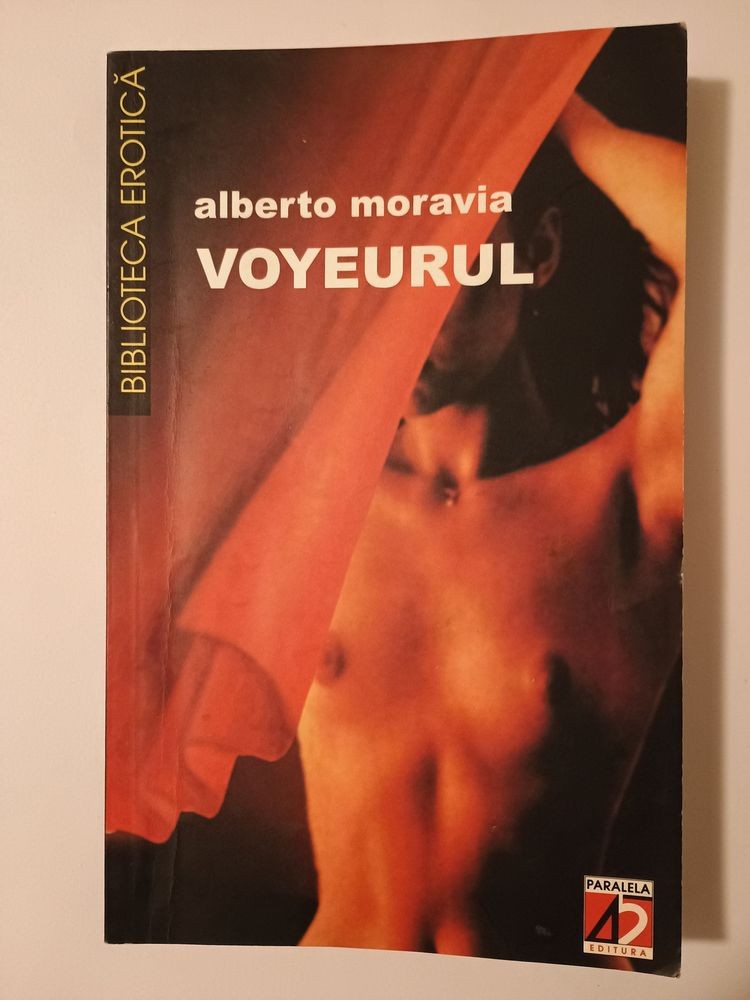 BIBLIOTECA EROTICĂ
alberto moravia
VOYEURUL
PARALELA
45
EDITURA